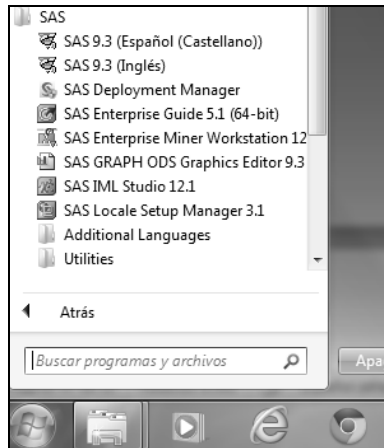 SAS
SAS 9.3 (Español (Castellano))
SAS 9.3 (Inglés)
SAS Deployment Manager
SAS Enterprise Guide 5.1 (64-bit)
SAS Enterprise Miner Workstation 12
SAS GRAPH ODS Graphics Editor 9.3
SAS IML Studio 12.1
SAS Locale Setup Manager 3.1
Additional Languages
Utilities
Atrás
Buscar programas y archivos
Apa